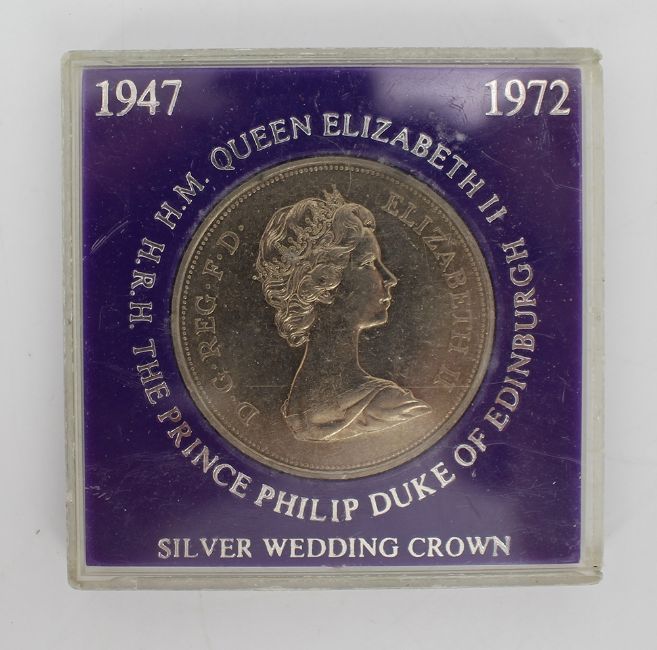 1947
1972
H.M. QUEEN ELIZABETH II
H.R.H. THE PRINCE PHILIP DUKE OF EDINBURGH
D·G·REG·F·D·
ELIZABETH II
SILVER WEDDING CROWN